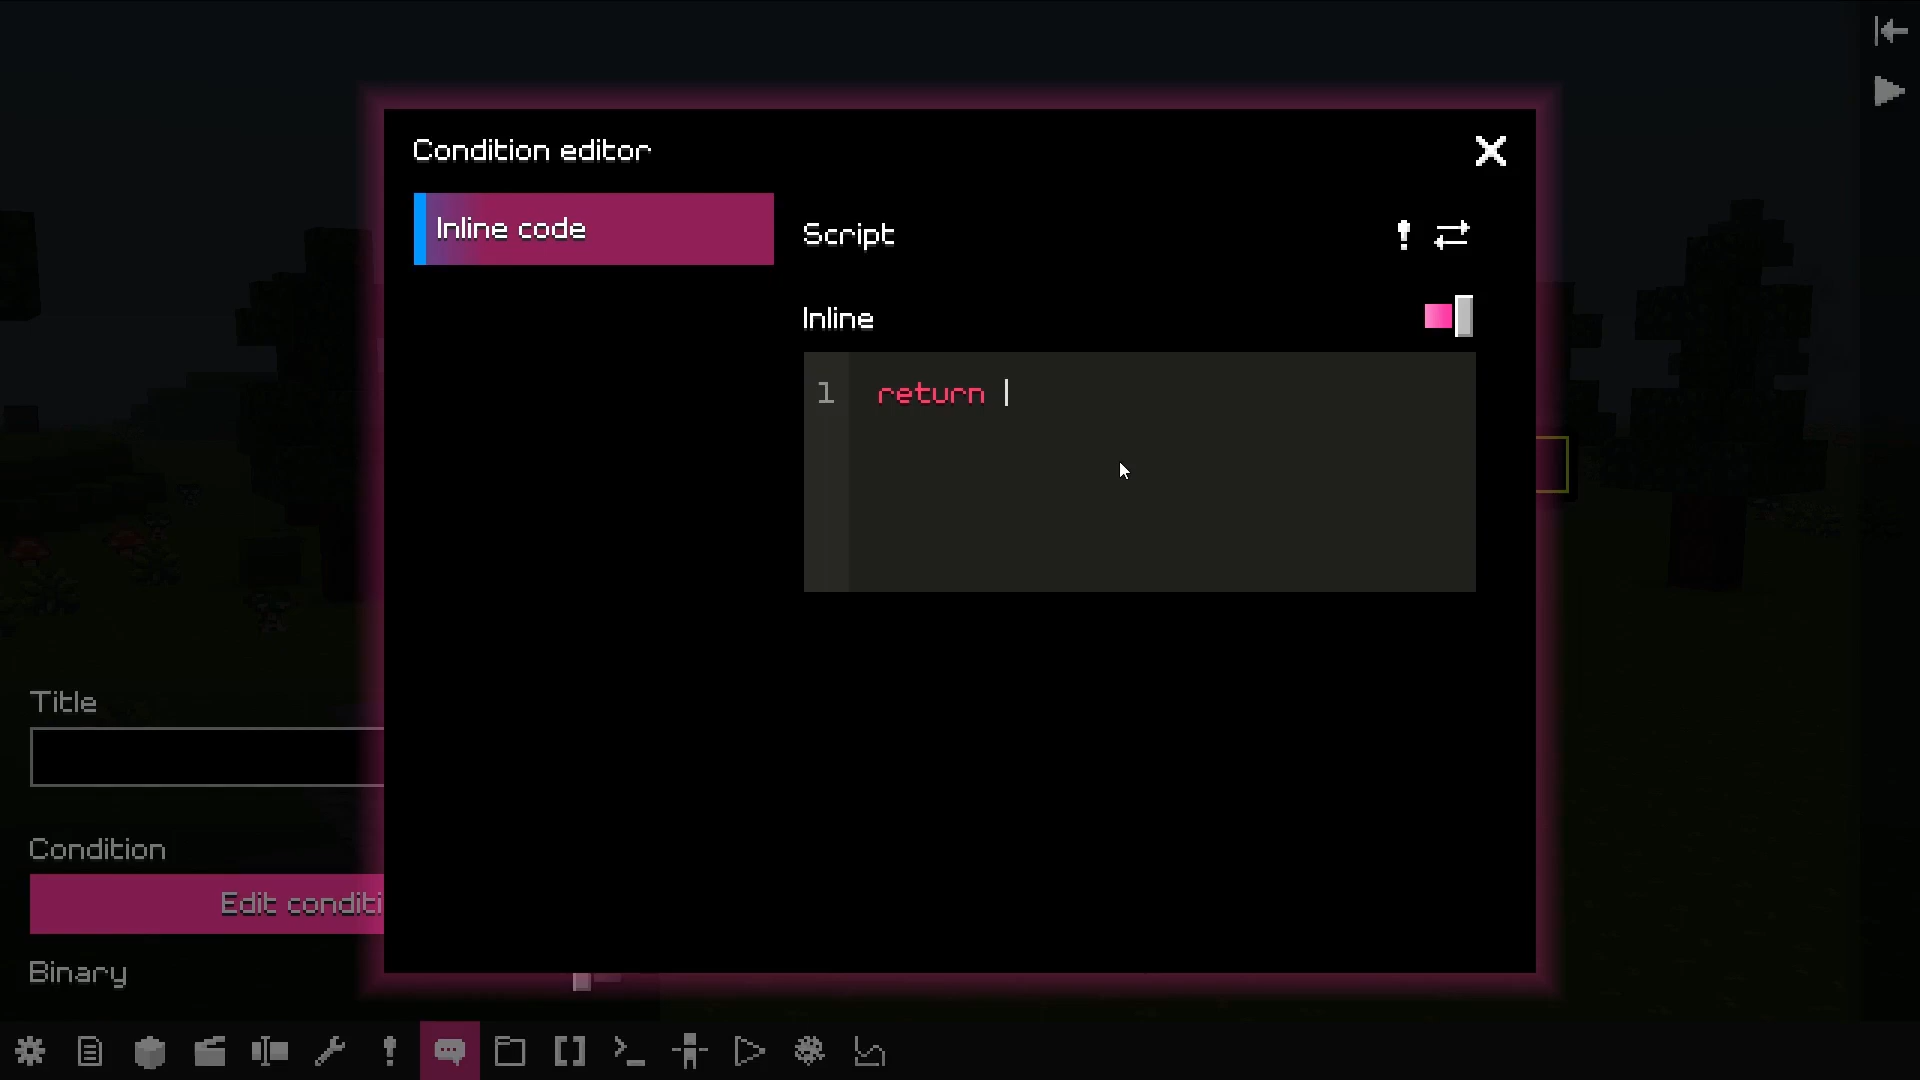 Condition editor
Inline code
Script
Inline
1 return
Title
Condition
Edit conditi
Binary